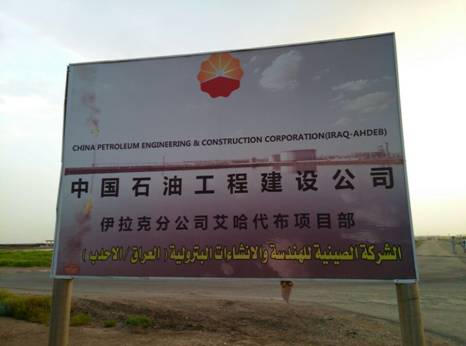 CHINA PETROLEUM ENGINEERING & CONSTRUCTION CORPORATION(IRAQ-AHDEB)
中国石油工程建设公司
伊拉克分公司艾哈代布项目部
الشركة الصينية للهندسة والانشاءات البترولية ( العراق / الاحدب )